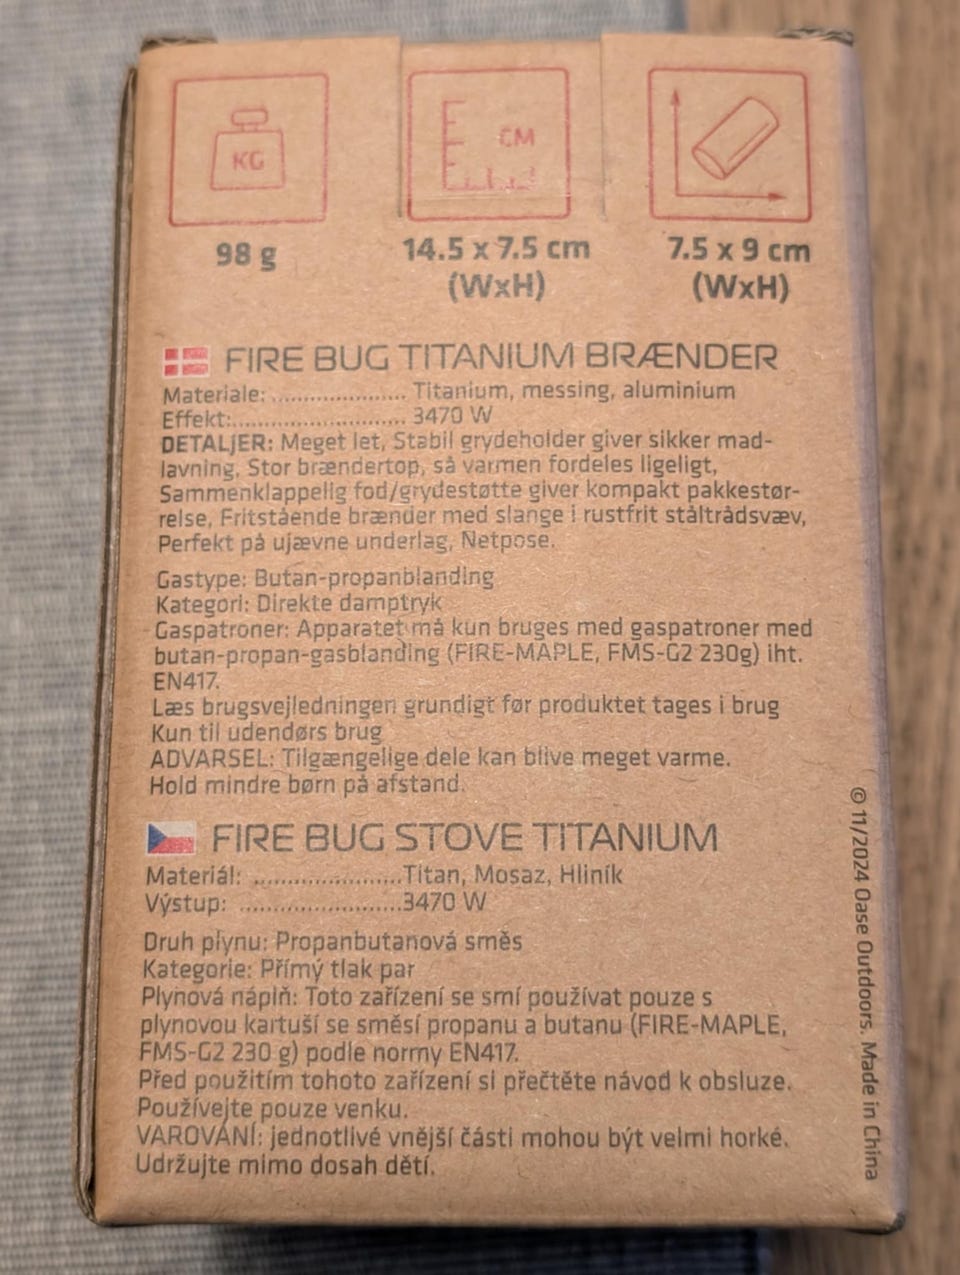 KG
CM
98 g
14.5 x 7.5 cm
(WxH)
7.5 x 9 cm
(WxH)
FIRE BUG TITANIUM BRÆNDER
Materiale: ..................... Titanium, messing, aluminium
Effekt:............................ 3470 W
DETALJER: Meget let, Stabil grydeholder giver sikker mad-
lavning, Stor brændertop, så varmen fordeles ligeligt,
Sammenklappelig fod/grydestøtte giver kompakt pakkestør-
relse, Fritstående brænder med slange i rustfrit ståltrådsvæv,
Perfekt på ujævne underlag, Netpose.
Gastype: Butan-propanblanding
Kategori: Direkte damptryk
Gaspatroner: Apparatet må kun bruges med gaspatroner med
butan-propan-gasblanding (FIRE-MAPLE, FMS-G2 230g) iht.
EN417.
Læs brugsvejledningen grundigt før produktet tages i brug
Kun til udendørs brug
ADVARSEL: Tilgængelige dele kan blive meget varme.
Hold mindre børn på afstand.
FIRE BUG STOVE TITANIUM
Materiál: .......................Titan, Mosaz, Hliník
Výstup: .........................3470 W
Druh plynu: Propanbutanová směs
Kategorie: Přímý tlak par
Plynová náplň: Toto zařízení se smí používat pouze s
plynovou kartuší se směsí propanu a butanu (FIRE-MAPLE,
FMS-G2 230 g) podle normy EN417.
Před použitím tohoto zařízení si přečtěte návod k obsluze.
Používejte pouze venku.
VAROVÁNÍ: jednotlivé vnější části mohou být velmi horké.
Udržujte mimo dosah dětí.
© 11/2024 Oase Outdoors. Made in China